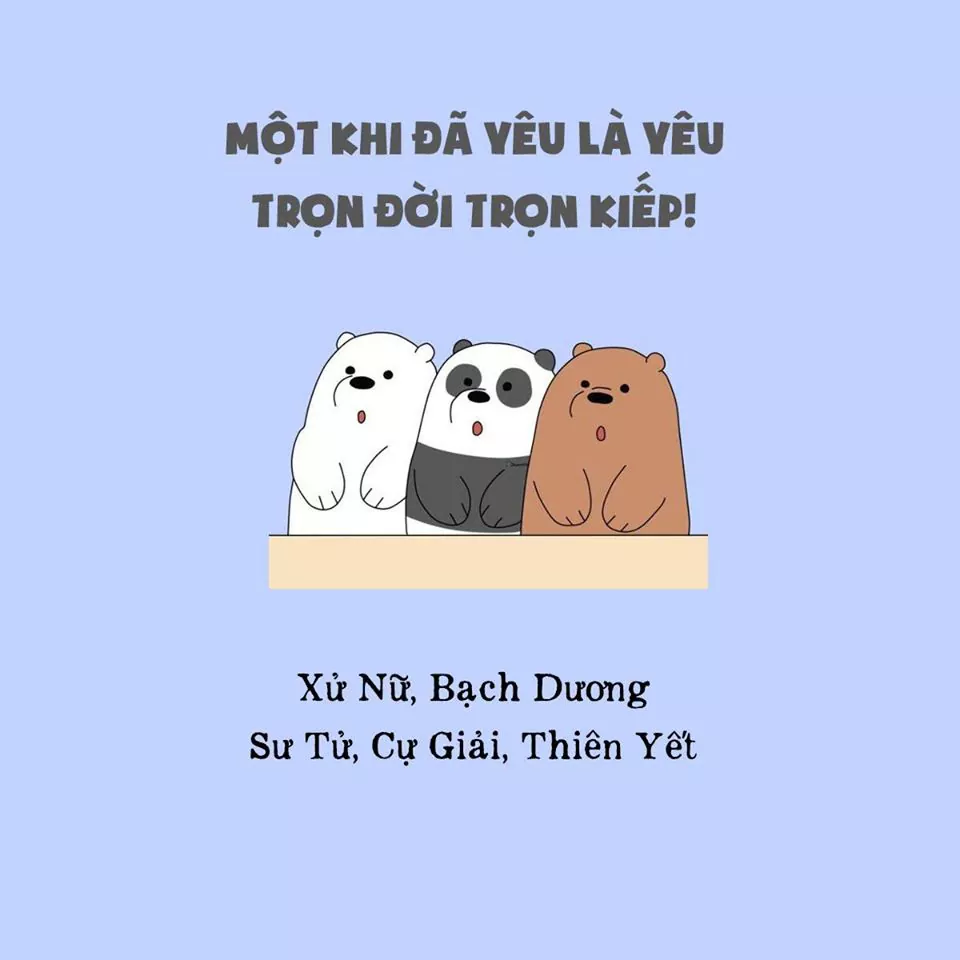 MỘT KHI ĐÃ YÊU LÀ YÊU
TRỌN ĐỜI TRỌN KIẾP!
Xử Nữ, Bạch Dương
Sư Tử, Cự Giải, Thiên Yết